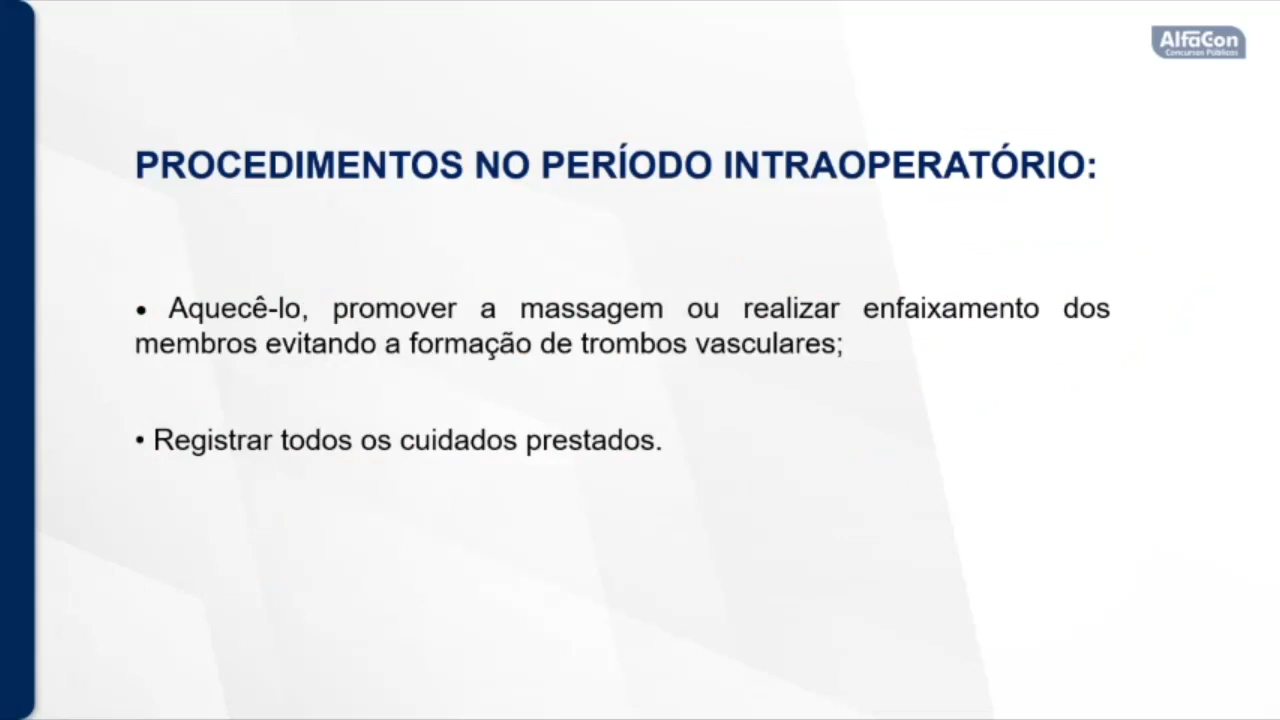 AlfaCon
Concursos Públicos
PROCEDIMENTOS NO PERÍODO INTRAOPERATÓRIO:
• Aquecê-lo, promover a massagem ou realizar enfaixamento dos
membros evitando a formação de trombos vasculares;
• Registrar todos os cuidados prestados.